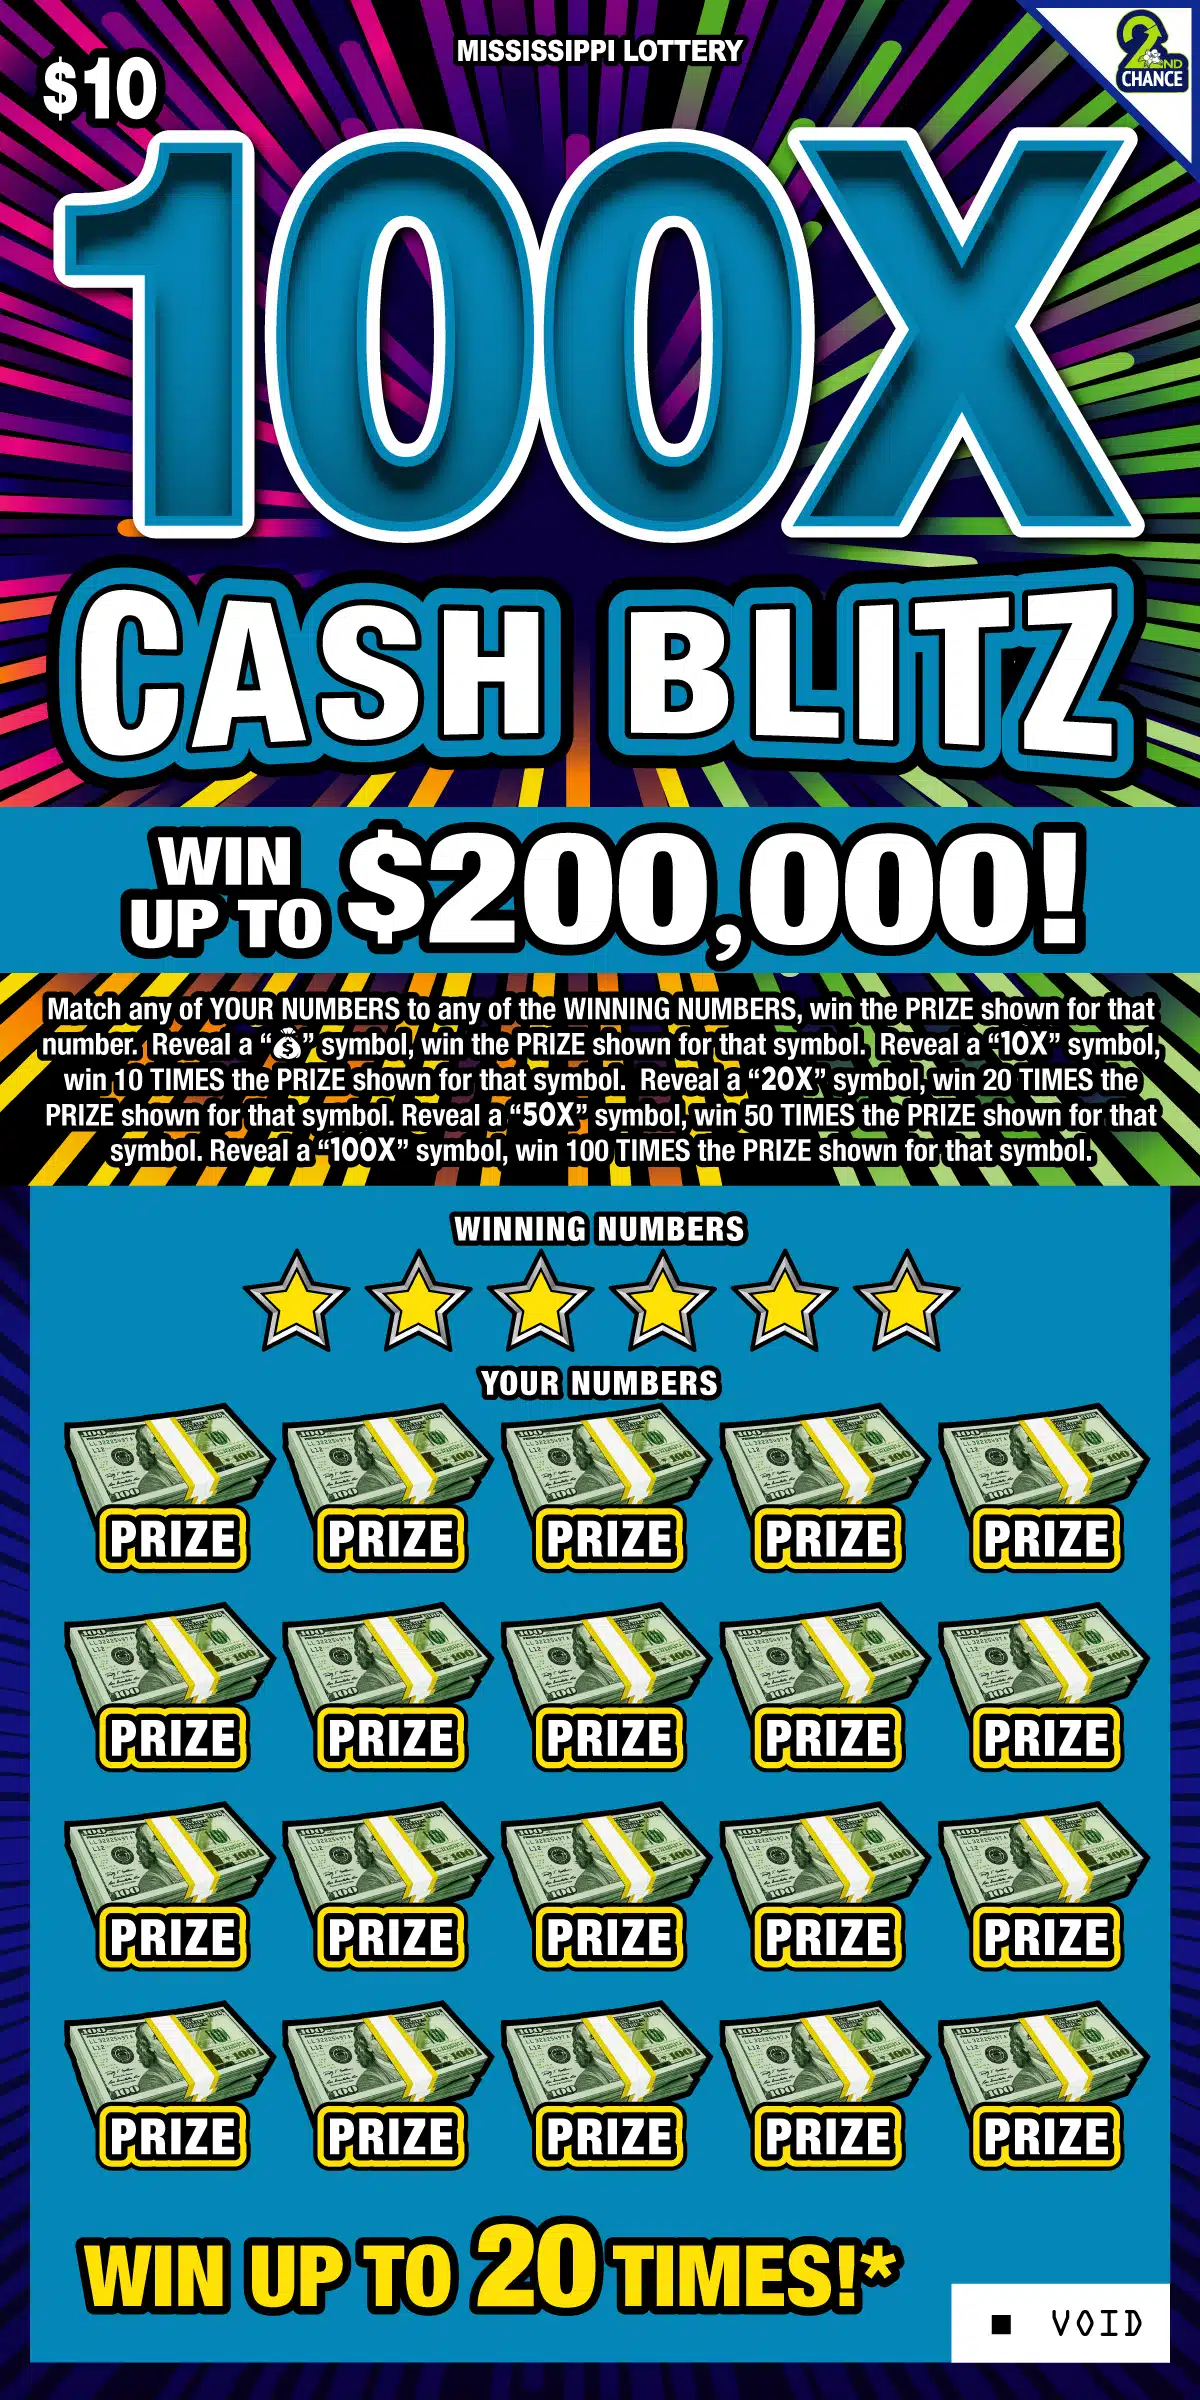 MISSISSIPPI LOTTERY
$10
2ND
CHANCE
100X
CASH BLITZ
WIN
UP TO
$200,000!
Match any of YOUR NUMBERS to any of the WINNING NUMBERS, win the PRIZE shown for that
number. Reveal a “💰” symbol, win the PRIZE shown for that symbol. Reveal a “10X” symbol,
win 10 TIMES the PRIZE shown for that symbol. Reveal a “20X” symbol, win 20 TIMES the
PRIZE shown for that symbol. Reveal a “50X” symbol, win 50 TIMES the PRIZE shown for that
symbol. Reveal a “100X” symbol, win 100 TIMES the PRIZE shown for that symbol.
WINNING NUMBERS
YOUR NUMBERS
PRIZE PRIZE PRIZE PRIZE PRIZE
PRIZE PRIZE PRIZE PRIZE PRIZE
PRIZE PRIZE PRIZE PRIZE PRIZE
PRIZE PRIZE PRIZE PRIZE PRIZE
WIN UP TO 20 TIMES!*
VOID